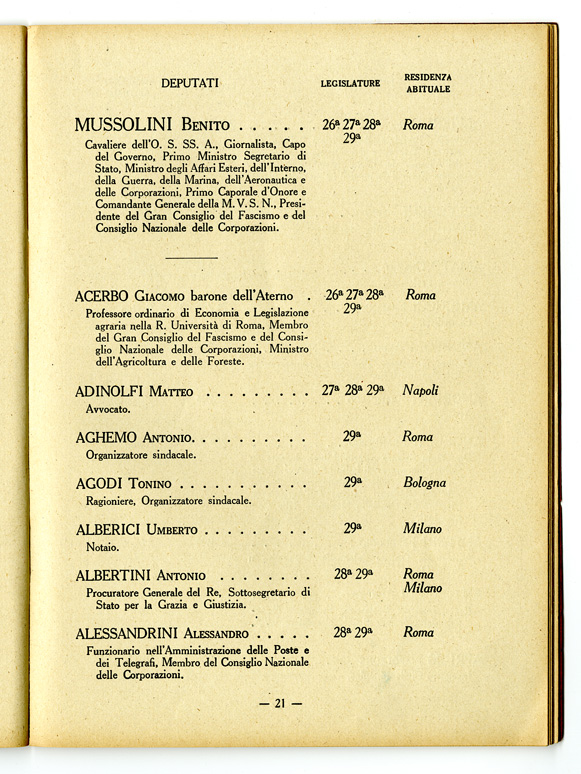 DEPUTATI LEGISLATURE RESIDENZA ABITUALE
MUSSOLINI BENITO . . . . . 26ª 27ª 28ª 29ª Roma
Cavaliere dell'O. S. SS. A., Giornalista, Capo
del Governo, Primo Ministro Segretario di
Stato, Ministro degli Affari Esteri, dell'Interno,
della Guerra, della Marina, dell'Aeronautica e
delle Corporazioni, Primo Caporale d'Onore e
Comandante Generale della M. V. S. N., Presi-
dente del Gran Consiglio del Fascismo e del
Consiglio Nazionale delle Corporazioni.
ACERBO GIACOMO barone dell'Aterno . 26ª 27ª 28ª 29ª Roma
Professore ordinario di Economia e Legislazione
agraria nella R. Università di Roma, Membro
del Gran Consiglio del Fascismo e del Consi-
glio Nazionale delle Corporazioni, Ministro
dell'Agricoltura e delle Foreste.
ADINOLFI MATTEO . . . . . . . . . 27ª 28ª 29ª Napoli
Avvocato.
AGHEMO ANTONIO. . . . . . . . . . 29ª Roma
Organizzatore sindacale.
AGODI TONINO . . . . . . . . . . . 29ª Bologna
Ragioniere, Organizzatore sindacale.
ALBERICI UMBERTO . . . . . . . . . 29ª Milano
Notaio.
ALBERTINI ANTONIO . . . . . . . . 28ª 29ª Roma Milano
Procuratore Generale del Re, Sottosegretario di
Stato per la Grazia e Giustizia.
ALESSANDRINI ALESSANDRO . . . . . 28ª 29ª Roma
Funzionario nell'Amministrazione delle Poste e
dei Telegrafi, Membro del Consiglio Nazionale
delle Corporazioni.
— 21 —